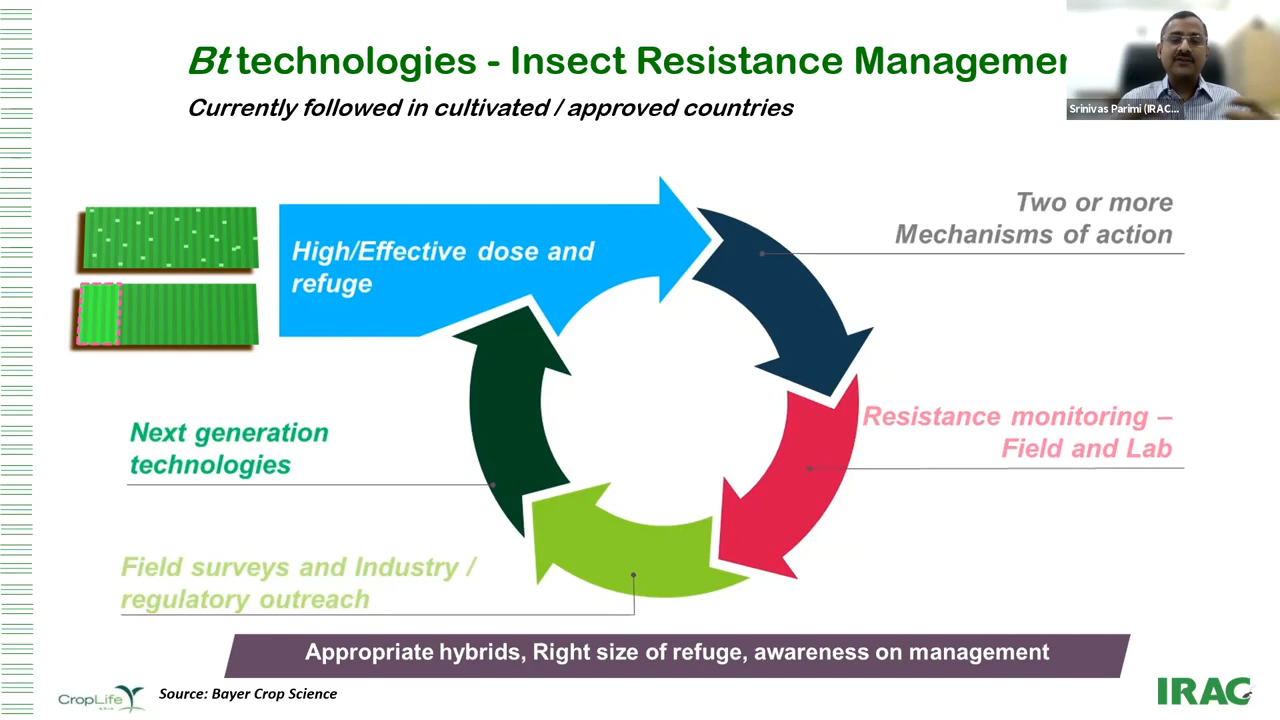 Bt technologies - Insect Resistance Managemen
Currently followed in cultivated / approved countries
Srinivas Parimi (IRAC...
High/Effective dose and
refuge
Two or more
Mechanisms of action
Resistance monitoring –
Field and Lab
Next generation
technologies
Field surveys and Industry /
regulatory outreach
Appropriate hybrids, Right size of refuge, awareness on management
CropLife
Source: Bayer Crop Science
IRAC